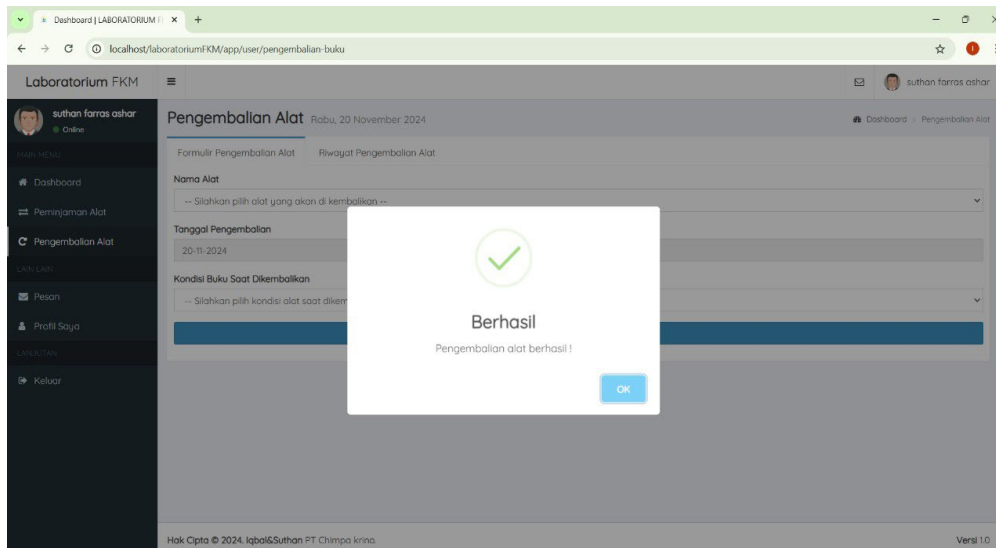 Dashboard | LABORATORIUM F
localhost/laboratoriumFKM/app/user/pengembalian-buku
Laboratorium FKM
suthan farras ashar
suthan farras ashar
Online
Pengembalian Alat Rabu, 20 November 2024
Dashboard / Pengembalian Alat
MAIN MENU
Dashboard
Peminjaman Alat
Pengembalian Alat
LAIN LAIN
Pesan
Profil Saya
LANJUTAN
Keluar
Formulir Pengembalian Alat
Riwayat Pengembalian Alat
Nama Alat
-- Silahkan pilih alat yang akan di kembalikan --
Tanggal Pengembalian
20-11-2024
Kondisi Buku Saat Dikembalikan
-- Silahkan pilih kondisi alat saat dikem
Berhasil
Pengembalian alat berhasil !
OK
Hak Cipta © 2024. Iqbal&Suthan PT Chimpa krina.
Versi 1.0